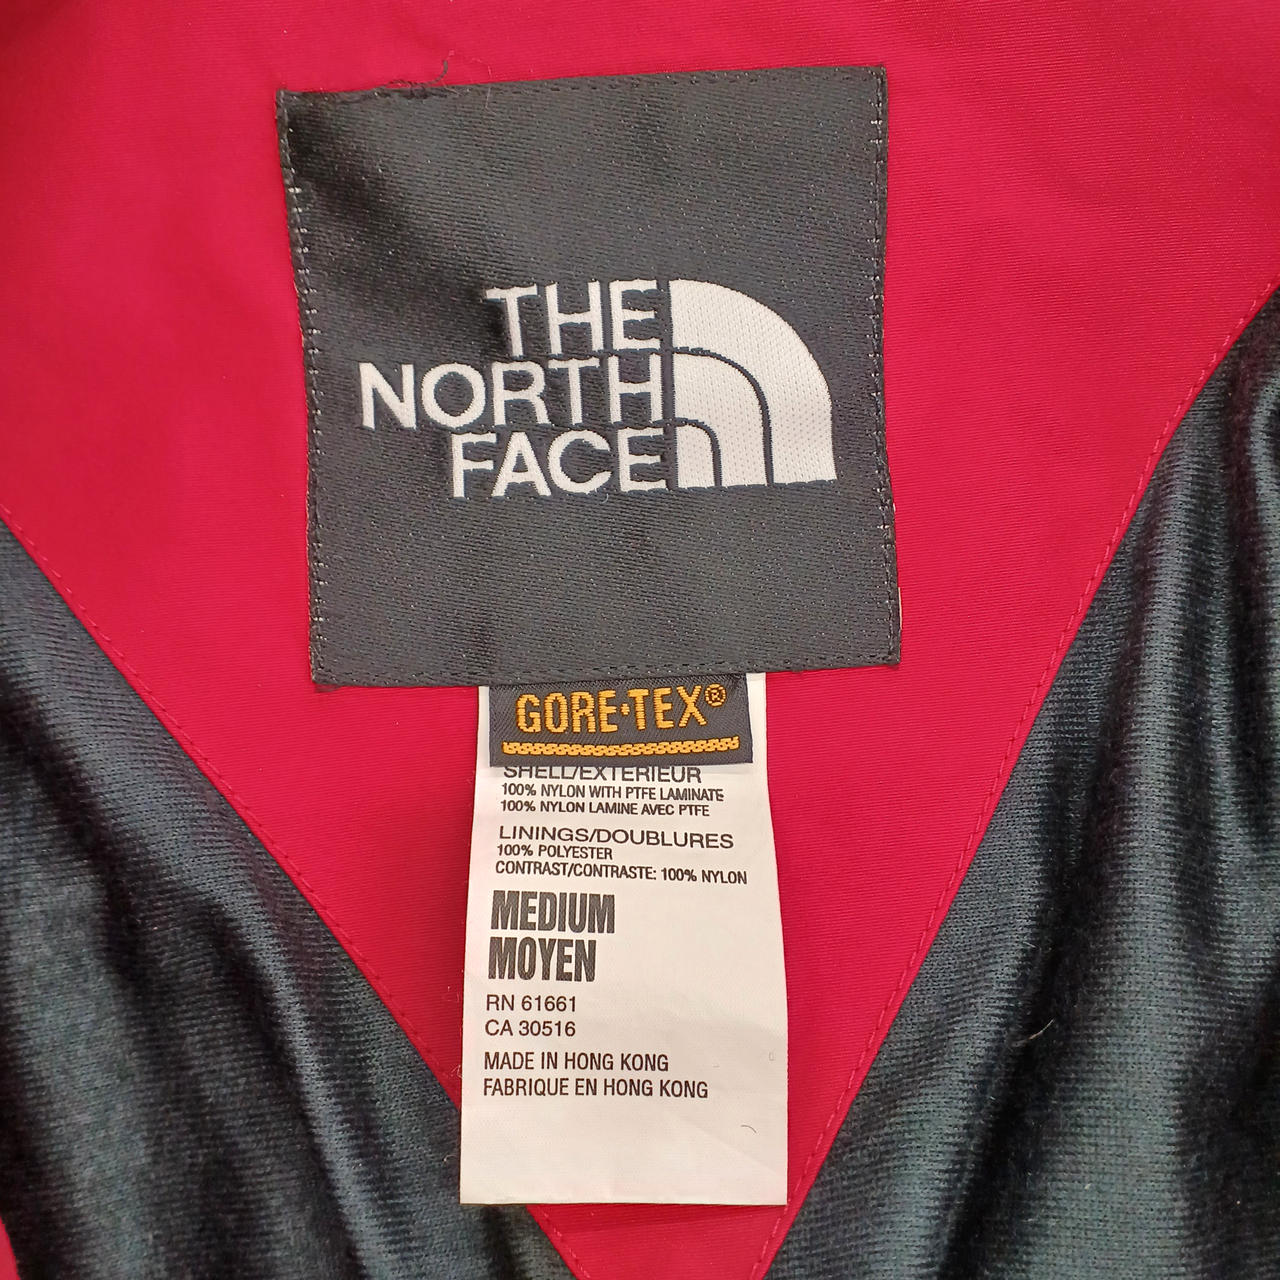 THE
NORTH
FACE
GORE-TEX®
SHELL/EXTERIEUR
100% NYLON WITH PTFE LAMINATE
100% NYLON LAMINE AVEC PTFE
LININGS/DOUBLURES
100% POLYESTER
CONTRAST/CONTRASTE: 100% NYLON
MEDIUM
MOYEN
RN 61661
CA 30516
MADE IN HONG KONG
FABRIQUE EN HONG KONG